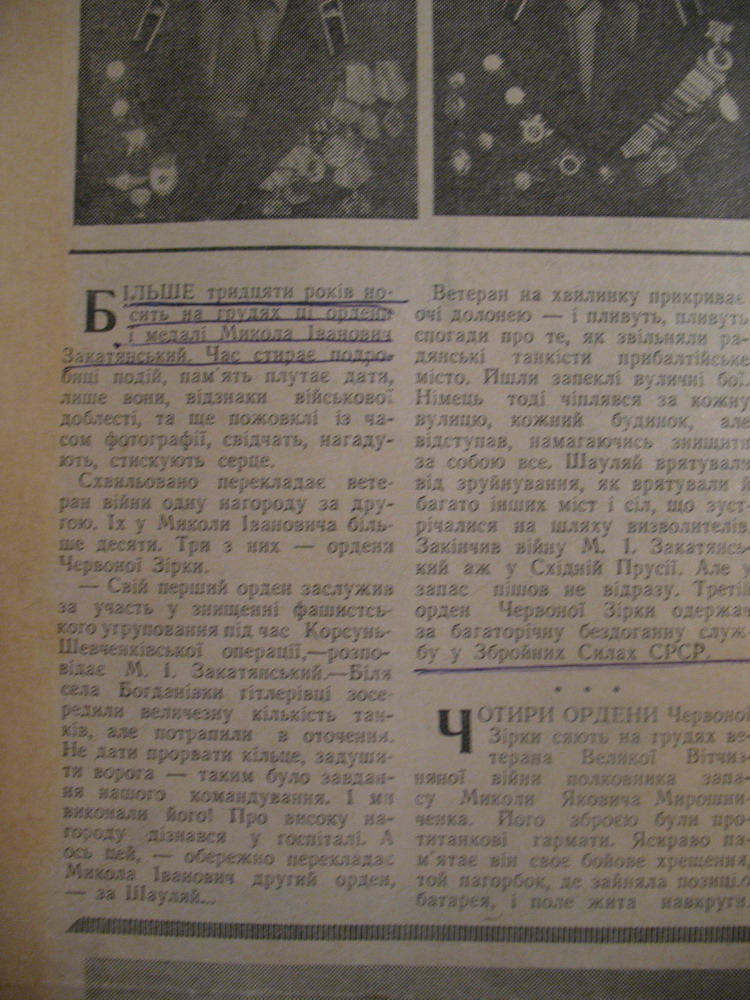 БІЛЬШЕ тридцяти років но-
сить на грудях ці ордени
і медалі Микола Іванович
Закатянський. Час стирає подро-
биці подій, пам'ять плутає дати,
лише вони, відзнаки військової
доблесті, та ще пожовклі із ча-
сом фотографії, свідчать, нагаду-
ють, стискують серце.
Схвильовано перекладає вете-
ран війни одну нагороду за дру-
гою. Їх у Миколи Івановича біль-
ше десяти. Три з них — ордени
Червоної Зірки.
— Свій перший орден заслужив
за участь у знищенні фашистсь-
кого угруповання під час Корсунь-
Шевченківської операції,—розпо-
відає М. І. Закатянський.—Біля
села Богданівки гітлерівці зосе-
редили величезну кількість тан-
ків, але потрапили в оточення.
Не дати прорвати кільце, задуши-
ти ворога — таким було завдан-
ня нашого командування. І ми
виконали його! Про високу на-
городу дізнався у госпіталі. А
ось цей, — обережно перекладає
Микола Іванович другий орден,
— за Шауляй...
Ветеран на хвилинку прикриває
очі долонею — і пливуть, пливуть
спогади про те, як звільняли ра-
дянські танкісти прибалтійське
місто. Йшли запеклі вуличні бої.
Німець тоді чіплявся за кожну
вулицю, кожний будинок, але
відступав, намагаючись знищити
за собою все. Шауляй врятували
від зруйнування, як врятували й
багато інших міст і сіл, що зуст-
річалися на шляху визволителів.
Закінчив війну М. І. Закатянсь-
кий аж у Східній Прусії. Але у
запас пішов не відразу. Третій
орден Червоної Зірки одержав
за багаторічну бездоганну служ-
бу у Збройних Силах СРСР.
* * *
ЧОТИРИ ОРДЕНИ Червоної
Зірки сяють на грудях ве-
терана Великої Вітчиз-
няної війни полковника запа-
су Миколи Яковича Мирошни-
ченка. Його зброєю були про-
титанкові гармати. Яскраво па-
м'ятає він своє бойове хрещення,
той пагорбок, де зайняла позицію
батарея, і поле жита навкруги.